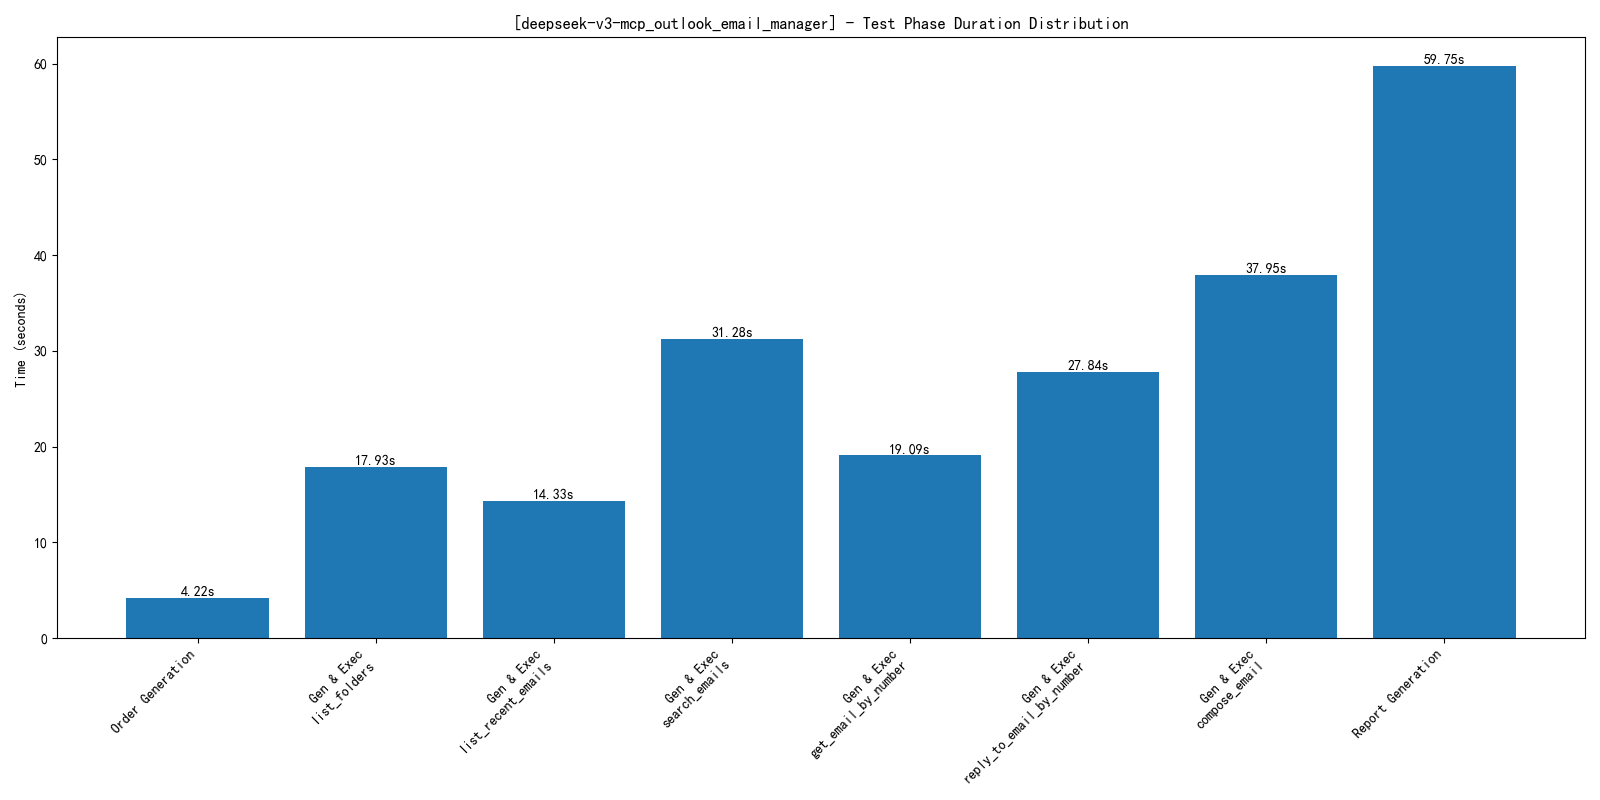 [deepseek-v3-mcp_outlook_email_manager] - Test Phase Duration Distribution
Time (seconds)
60
50
40
30
20
10
0
4.22s
17.93s
14.33s
31.28s
19.09s
27.84s
37.95s
59.75s
Order Generation
Gen & Exec
list_folders
Gen & Exec
list_recent_emails
Gen & Exec
search_emails
Gen & Exec
get_email_by_number
Gen & Exec
reply_to_email_by_number
Gen & Exec
compose_email
Report Generation